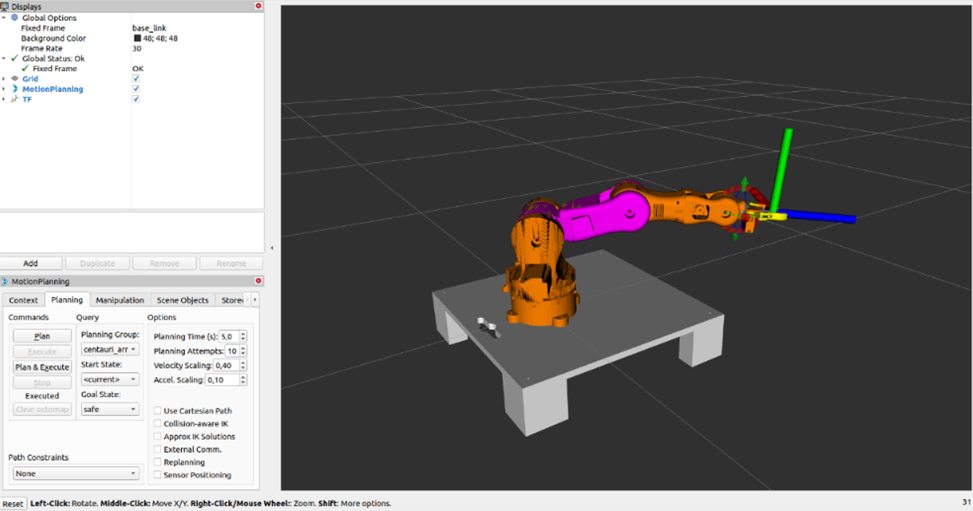 Displays
Global Options
Fixed Frame base_link
Background Color 48; 48; 48
Frame Rate 30
Global Status: Ok
Fixed Frame OK
Grid
MotionPlanning
TF
Add Duplicate Remove Rename
MotionPlanning
Context Planning Manipulation Scene Objects Store
Commands Query Options
Plan
Execute
Plan & Execute
Stop
Executed
Clear octomap
Planning Group:
centauri_arr
Start State:
<current>
Goal State:
safe
Planning Time (s): 5,0
Planning Attempts: 10
Velocity Scaling: 0,40
Accel. Scaling: 0,10
Use Cartesian Path
Collision-aware IK
Approx IK Solutions
External Comm.
Replanning
Sensor Positioning
Path Constraints
None
Reset Left-Click: Rotate. Middle-Click: Move X/Y. Right-Click/Mouse Wheel:: Zoom. Shift: More options. 31